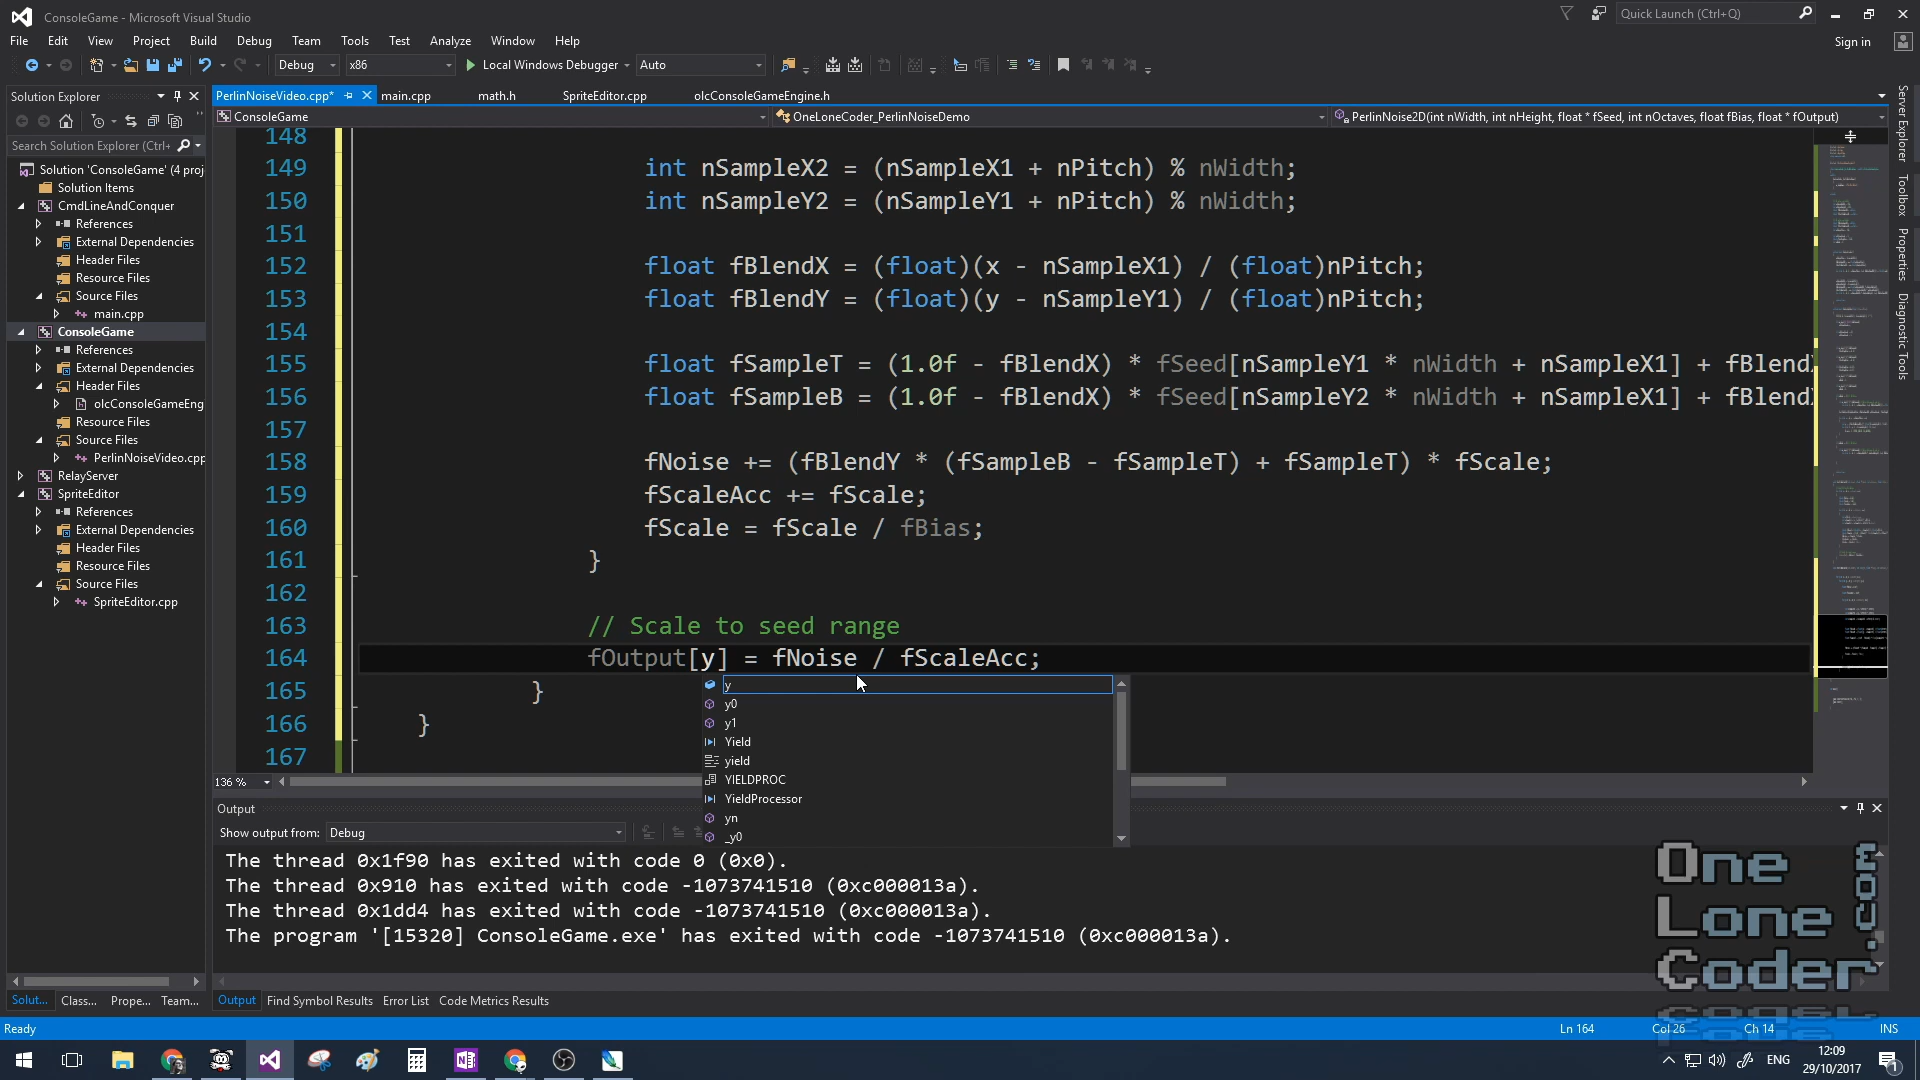 ConsoleGame - Microsoft Visual Studio
Quick Launch (Ctrl+Q)
File Edit View Project Build Debug Team Tools Test Analyze Window Help
Sign in
Debug x86 Local Windows Debugger Auto
Solution Explorer
PerlinNoiseVideo.cpp* main.cpp math.h SpriteEditor.cpp olcConsoleGameEngine.h
ConsoleGame OneLoneCoder_PerlinNoiseDemo PerlinNoise2D(int nWidth, int nHeight, float * fSeed, int nOctaves, float fBias, float * fOutput)
Search Solution Explorer (Ctrl+
Solution 'ConsoleGame' (4 proj
Solution Items
CmdLineAndConquer
References
External Dependencies
Header Files
Resource Files
Source Files
main.cpp
ConsoleGame
References
External Dependencies
Header Files
olcConsoleGameEng
Resource Files
Source Files
PerlinNoiseVideo.cpp
RelayServer
SpriteEditor
References
External Dependencies
Header Files
Resource Files
Source Files
SpriteEditor.cpp
Solut... Class... Prope... Team...
148
149 int nSampleX2 = (nSampleX1 + nPitch) % nWidth;
150 int nSampleY2 = (nSampleY1 + nPitch) % nWidth;
151
152 float fBlendX = (float)(x - nSampleX1) / (float)nPitch;
153 float fBlendY = (float)(y - nSampleY1) / (float)nPitch;
154
155 float fSampleT = (1.0f - fBlendX) * fSeed[nSampleY1 * nWidth + nSampleX1] + fBlend
156 float fSampleB = (1.0f - fBlendX) * fSeed[nSampleY2 * nWidth + nSampleX1] + fBlend
157
158 fNoise += (fBlendY * (fSampleB - fSampleT) + fSampleT) * fScale;
159 fScaleAcc += fScale;
160 fScale = fScale / fBias;
161 }
162
163 // Scale to seed range
164 fOutput[y] = fNoise / fScaleAcc;
165 }
166 }
167
y
y0
y1
Yield
yield
YIELDPROC
YieldProcessor
yn
_y0
136 %
Server Explorer
Toolbox
Properties
Diagnostic Tools
Output
Show output from: Debug
The thread 0x1f90 has exited with code 0 (0x0).
The thread 0x910 has exited with code -1073741510 (0xc000013a).
The thread 0x1dd4 has exited with code -1073741510 (0xc000013a).
The program '[15320] ConsoleGame.exe' has exited with code -1073741510 (0xc000013a).
Output Find Symbol Results Error List Code Metrics Results
One
Lone
Coder
.com
Ready Ln 164 Col 26 Ch 14 INS
ENG
12:09
29/10/2017
1